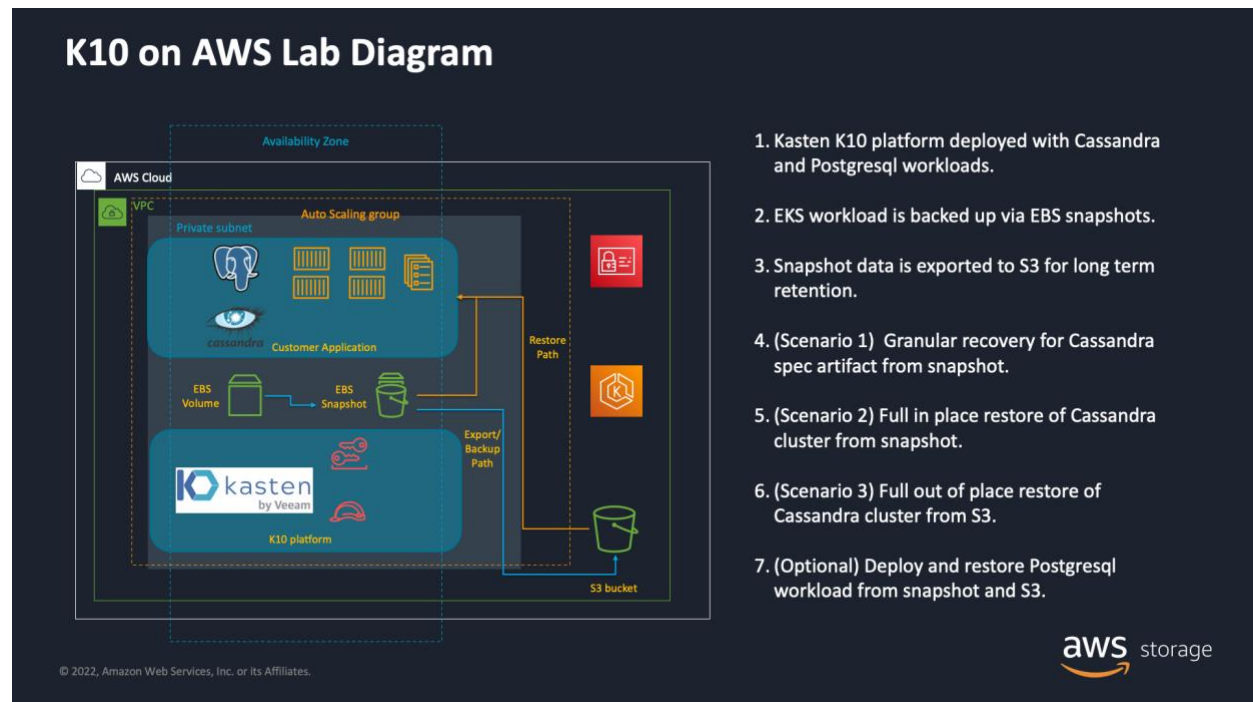 K10 on AWS Lab Diagram
Availability Zone
AWS Cloud
VPC
Auto Scaling group
Private subnet
cassandra
Customer Application
Restore
Path
EBS
Volume
EBS
Snapshot
Export/
Backup
Path
kasten
by Veeam
K10 platform
S3 bucket
1. Kasten K10 platform deployed with Cassandra
and Postgresql workloads.
2. EKS workload is backed up via EBS snapshots.
3. Snapshot data is exported to S3 for long term
retention.
4. (Scenario 1) Granular recovery for Cassandra
spec artifact from snapshot.
5. (Scenario 2) Full in place restore of Cassandra
cluster from snapshot.
6. (Scenario 3) Full out of place restore of
Cassandra cluster from S3.
7. (Optional) Deploy and restore Postgresql
workload from snapshot and S3.
© 2022, Amazon Web Services, Inc. or its Affiliates.
aws storage